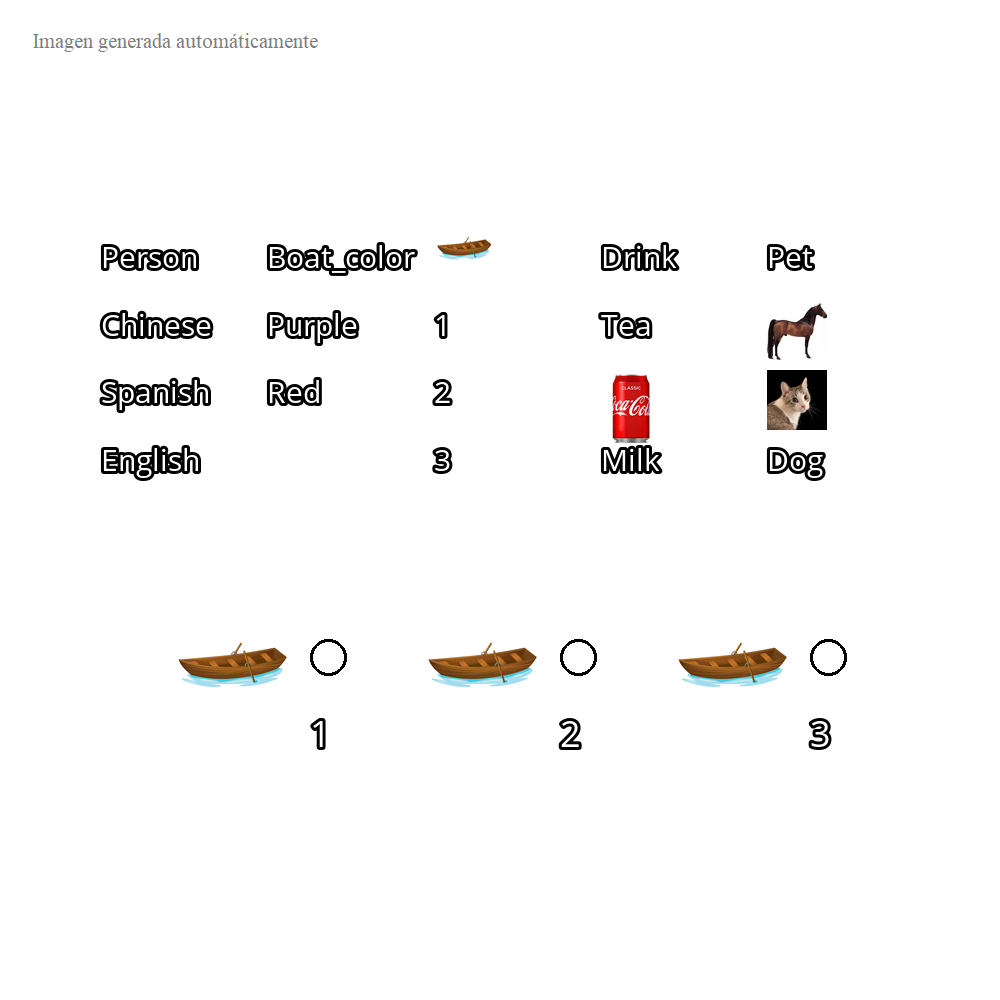 Imagen generada automáticamente
Person Boat_color Drink Pet
Chinese Purple 1 Tea
Spanish Red 2
CLASSIC
Coca-Cola
English 3 Milk Dog
1 2 3